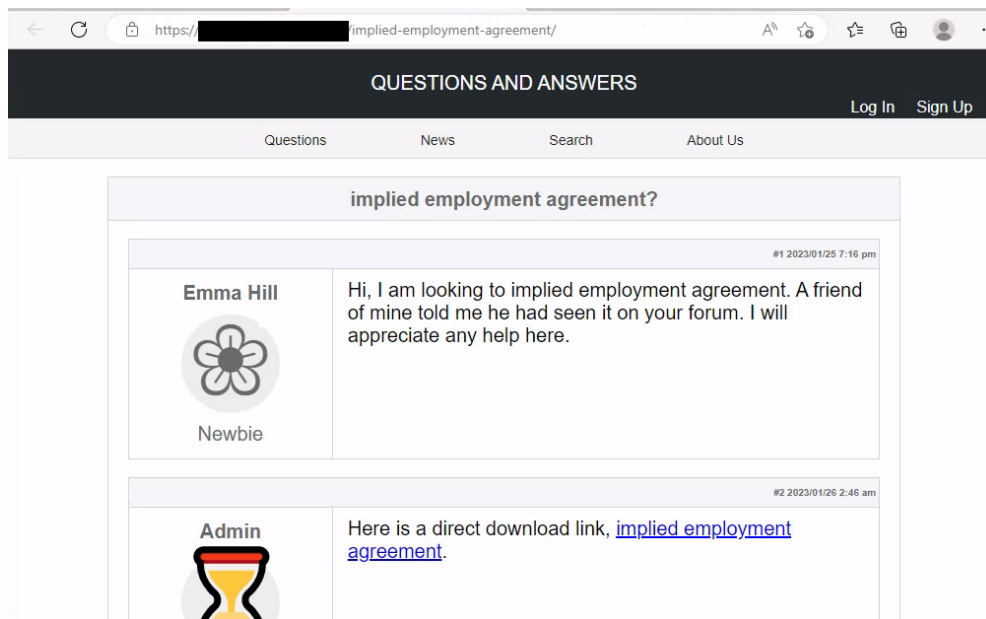 https:// /implied-employment-agreement/
QUESTIONS AND ANSWERS
Log In Sign Up
Questions News Search About Us
implied employment agreement?
#1 2023/01/25 7:16 pm
Emma Hill
Newbie
Hi, I am looking to implied employment agreement. A friend
of mine told me he had seen it on your forum. I will
appreciate any help here.
#2 2023/01/26 2:46 am
Admin
Here is a direct download link, implied employment
agreement.